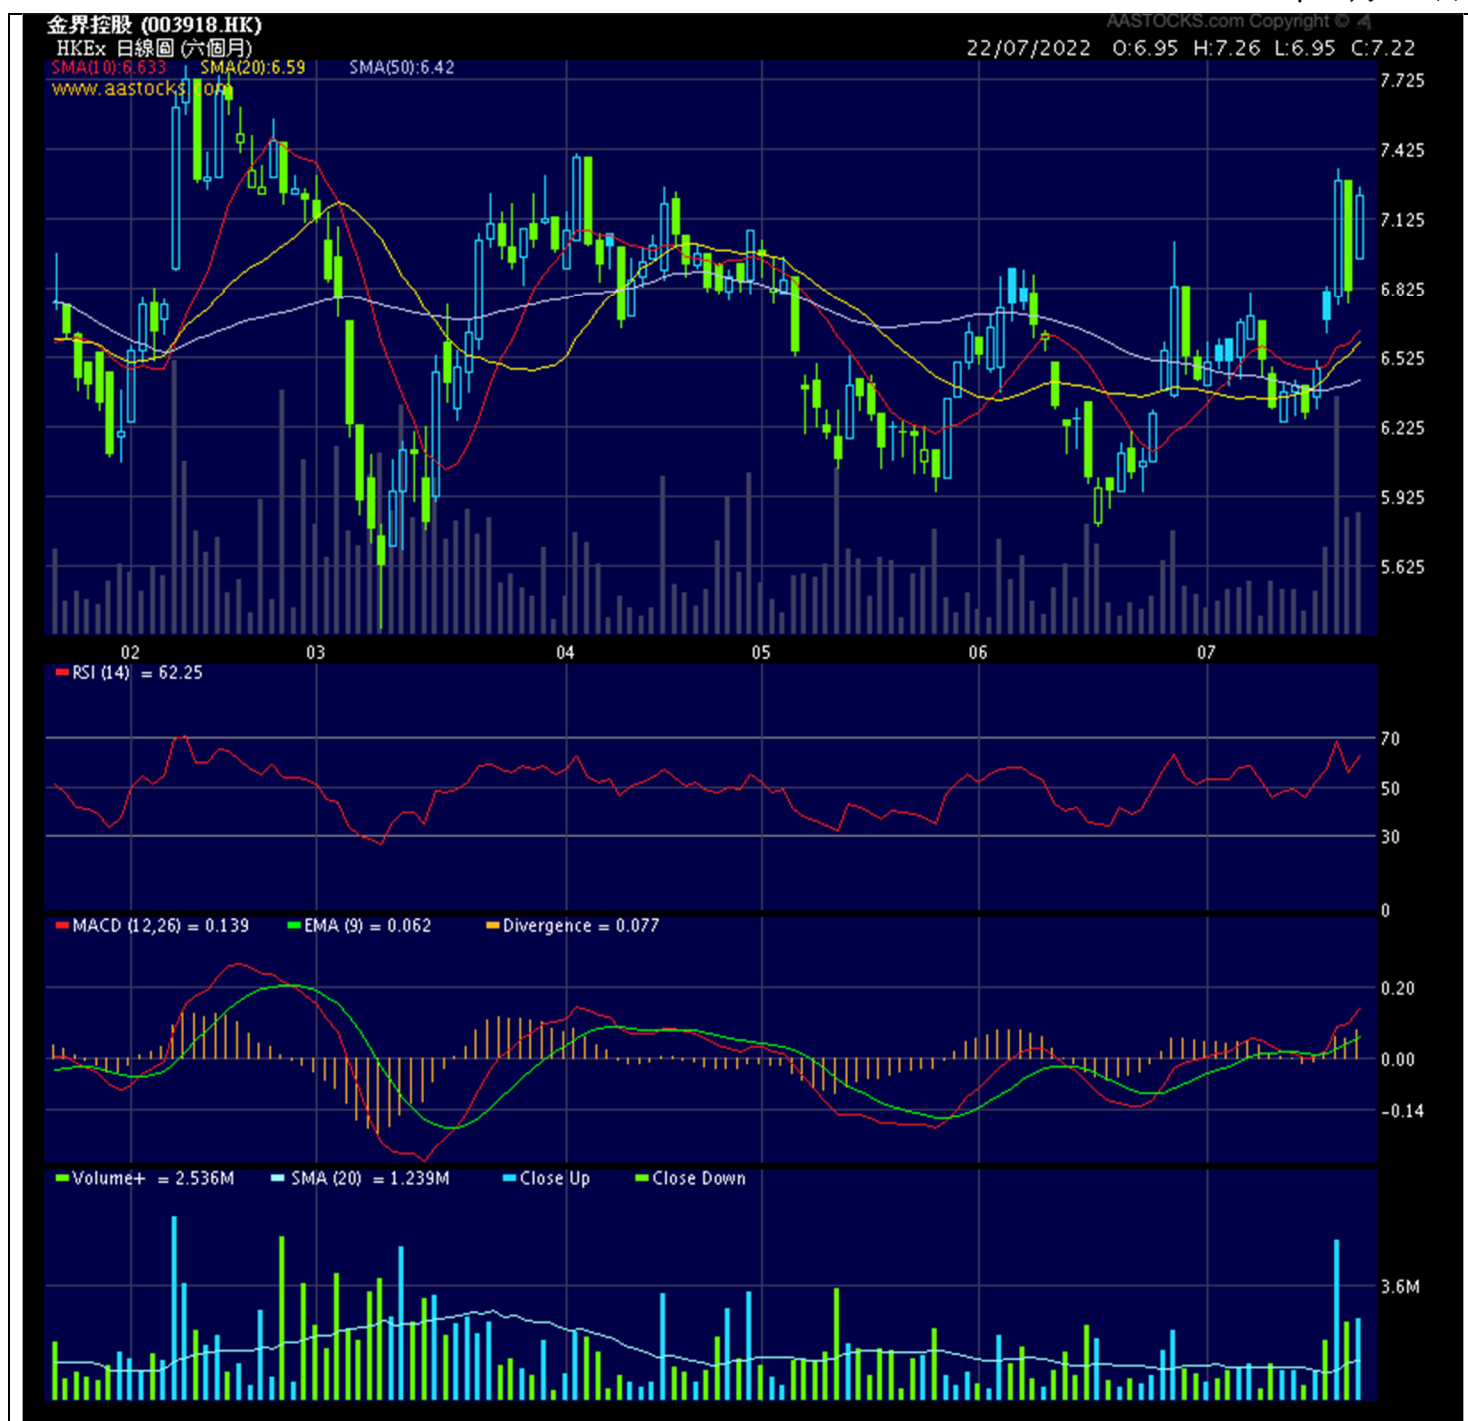 金界控股 (003918.HK)
AASTOCKS.com Copyright ©
HKEx 日線圖 (六個月)
22/07/2022 O:6.95 H:7.26 L:6.95 C:7.22
SMA(10):6.633 SMA(20):6.59 SMA(50):6.42
www.aastocks.com
7.725
7.425
7.125
6.825
6.525
6.225
5.925
5.625
02 03 04 05 06 07
RSI (14) = 62.25
70
50
30
0
MACD (12,26) = 0.139 EMA (9) = 0.062 Divergence = 0.077
0.20
0.00
-0.14
Volume+ = 2.536M SMA (20) = 1.239M Close Up Close Down
3.6M